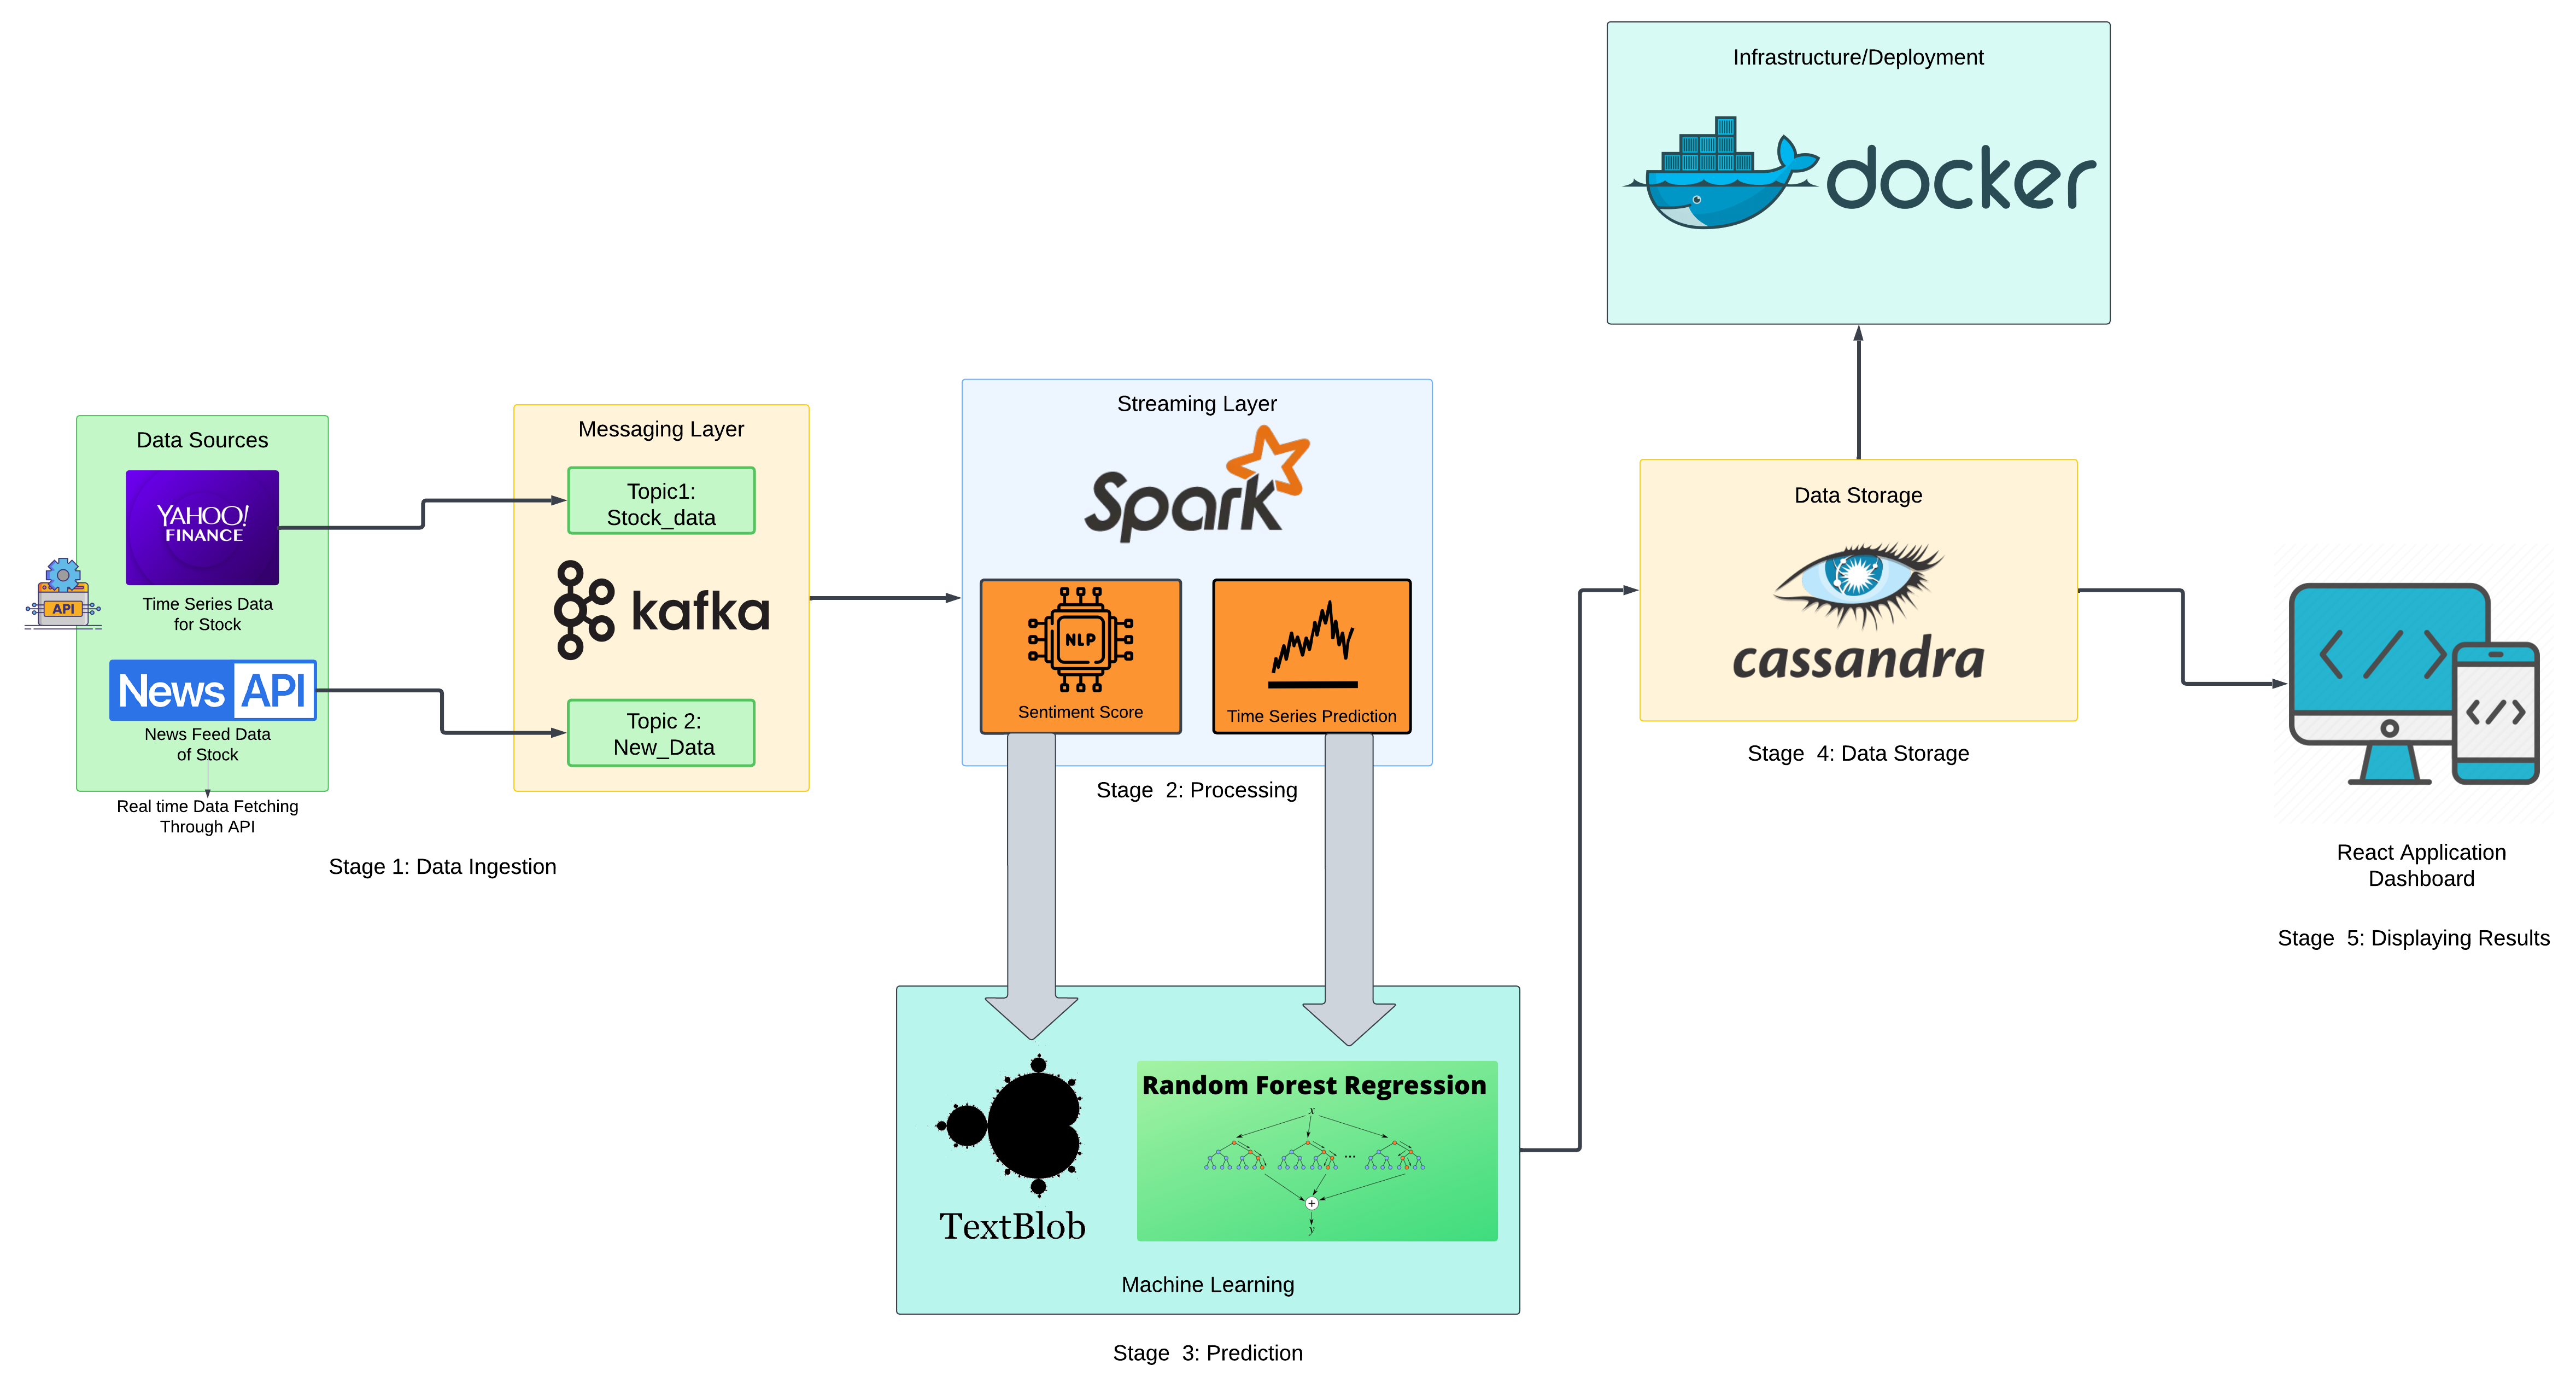 Infrastructure/Deployment
docker
Data Sources
YAHOO!
FINANCE
API
Time Series Data
for Stock
News API
News Feed Data
of Stock
Real time Data Fetching
Through API
Stage 1: Data Ingestion
Messaging Layer
Topic1:
Stock_data
kafka
Topic 2:
New_Data
Streaming Layer
Spark
NLP
Sentiment Score
Time Series Prediction
Stage 2: Processing
TextBlob
Random Forest Regression
x
...
+
y
Machine Learning
Stage 3: Prediction
Data Storage
cassandra
Stage 4: Data Storage
</>
</>
React Application
Dashboard
Stage 5: Displaying Results